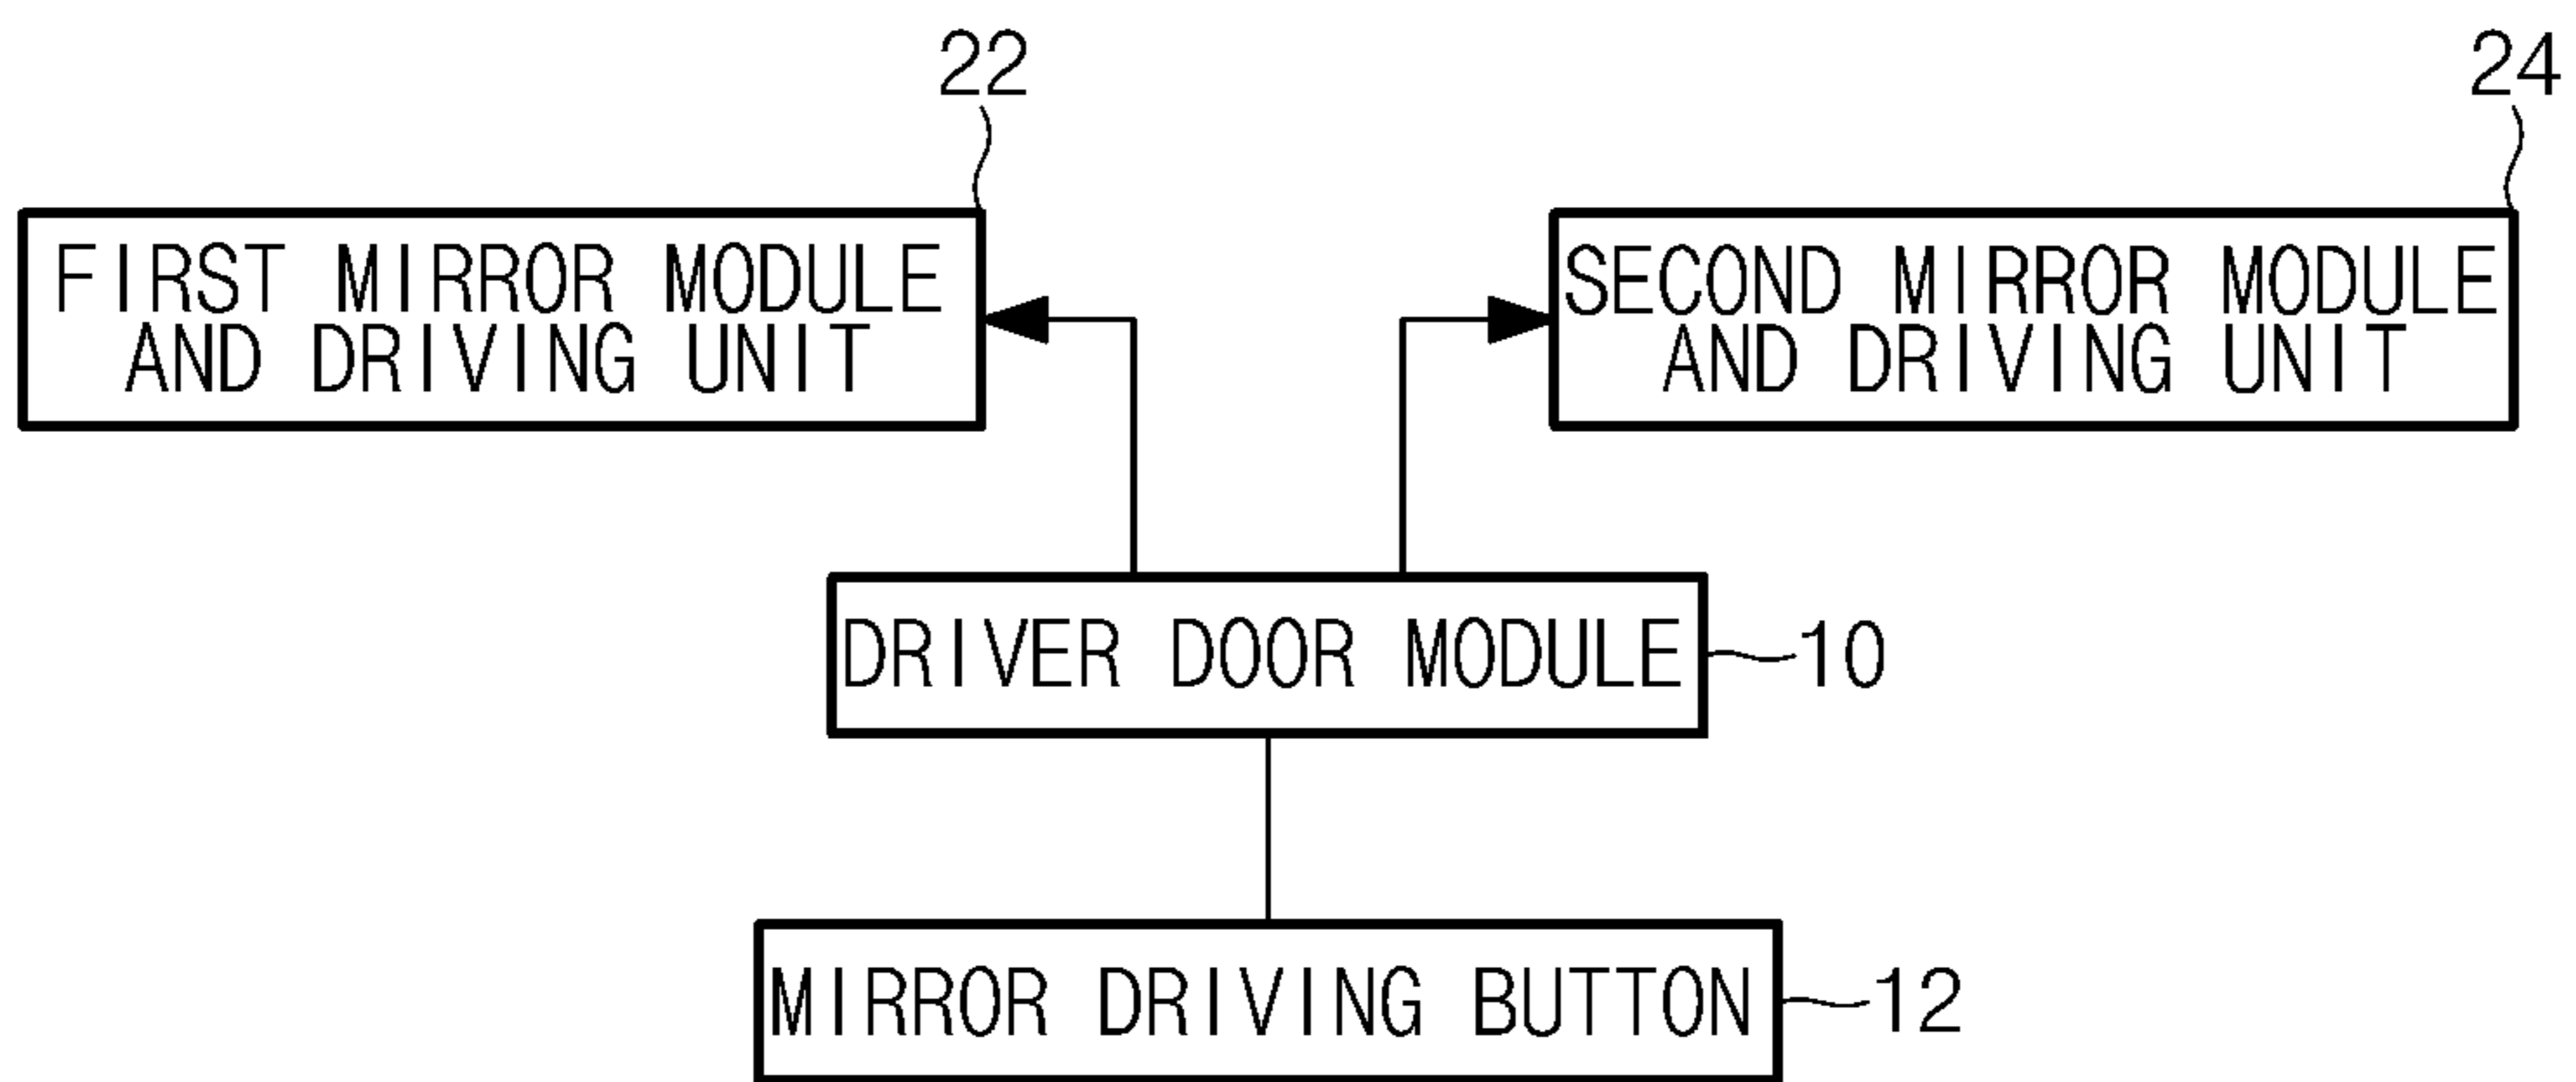 22
24
FIRST MIRROR MODULE
AND DRIVING UNIT
SECOND MIRROR MODULE
AND DRIVING UNIT
DRIVER DOOR MODULE
10
MIRROR DRIVING BUTTON
12